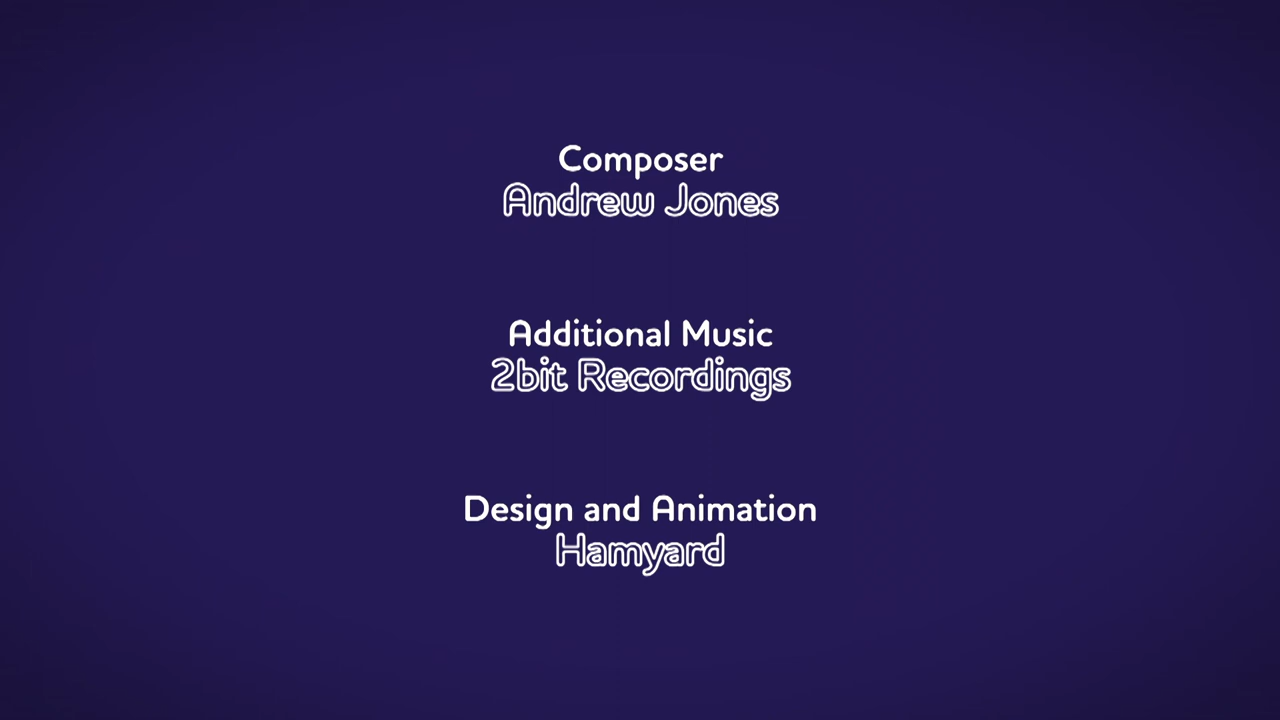 Composer
Andrew Jones
Additional Music
2bit Recordings
Design and Animation
Hamyard